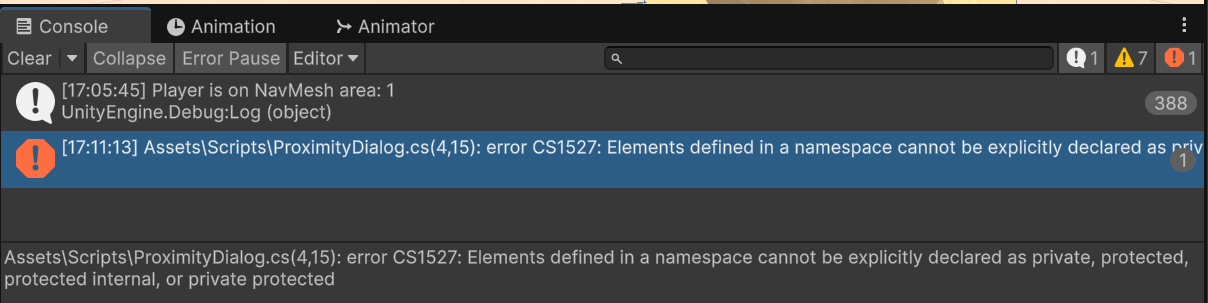 Console
Animation
Animator
Clear
Collapse
Error Pause
Editor
1
7
1
[17:05:45] Player is on NavMesh area: 1
UnityEngine.Debug:Log (object)
388
[17:11:13] Assets\Scripts\ProximityDialog.cs(4,15): error CS1527: Elements defined in a namespace cannot be explicitly declared as priv
1
Assets\Scripts\ProximityDialog.cs(4,15): error CS1527: Elements defined in a namespace cannot be explicitly declared as private, protected,
protected internal, or private protected